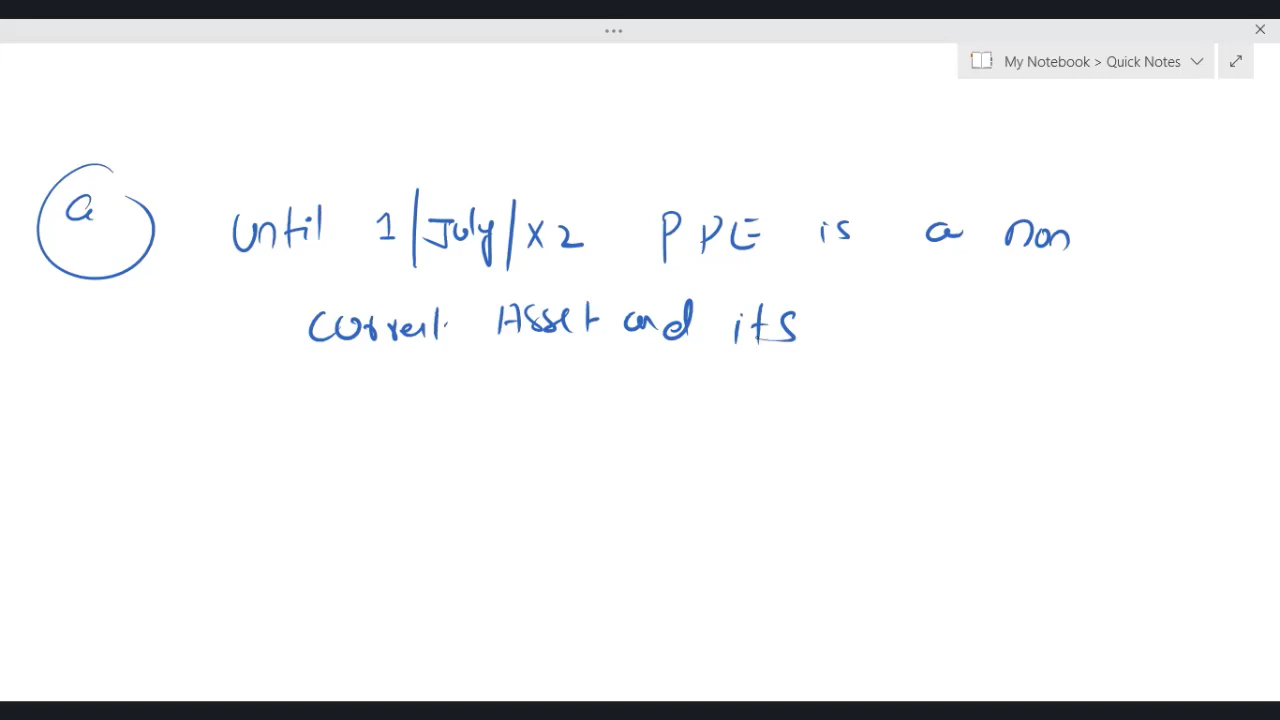 •••
My Notebook > Quick Notes
a
Until 1/July/X2 PPE is a non
current Asset and its